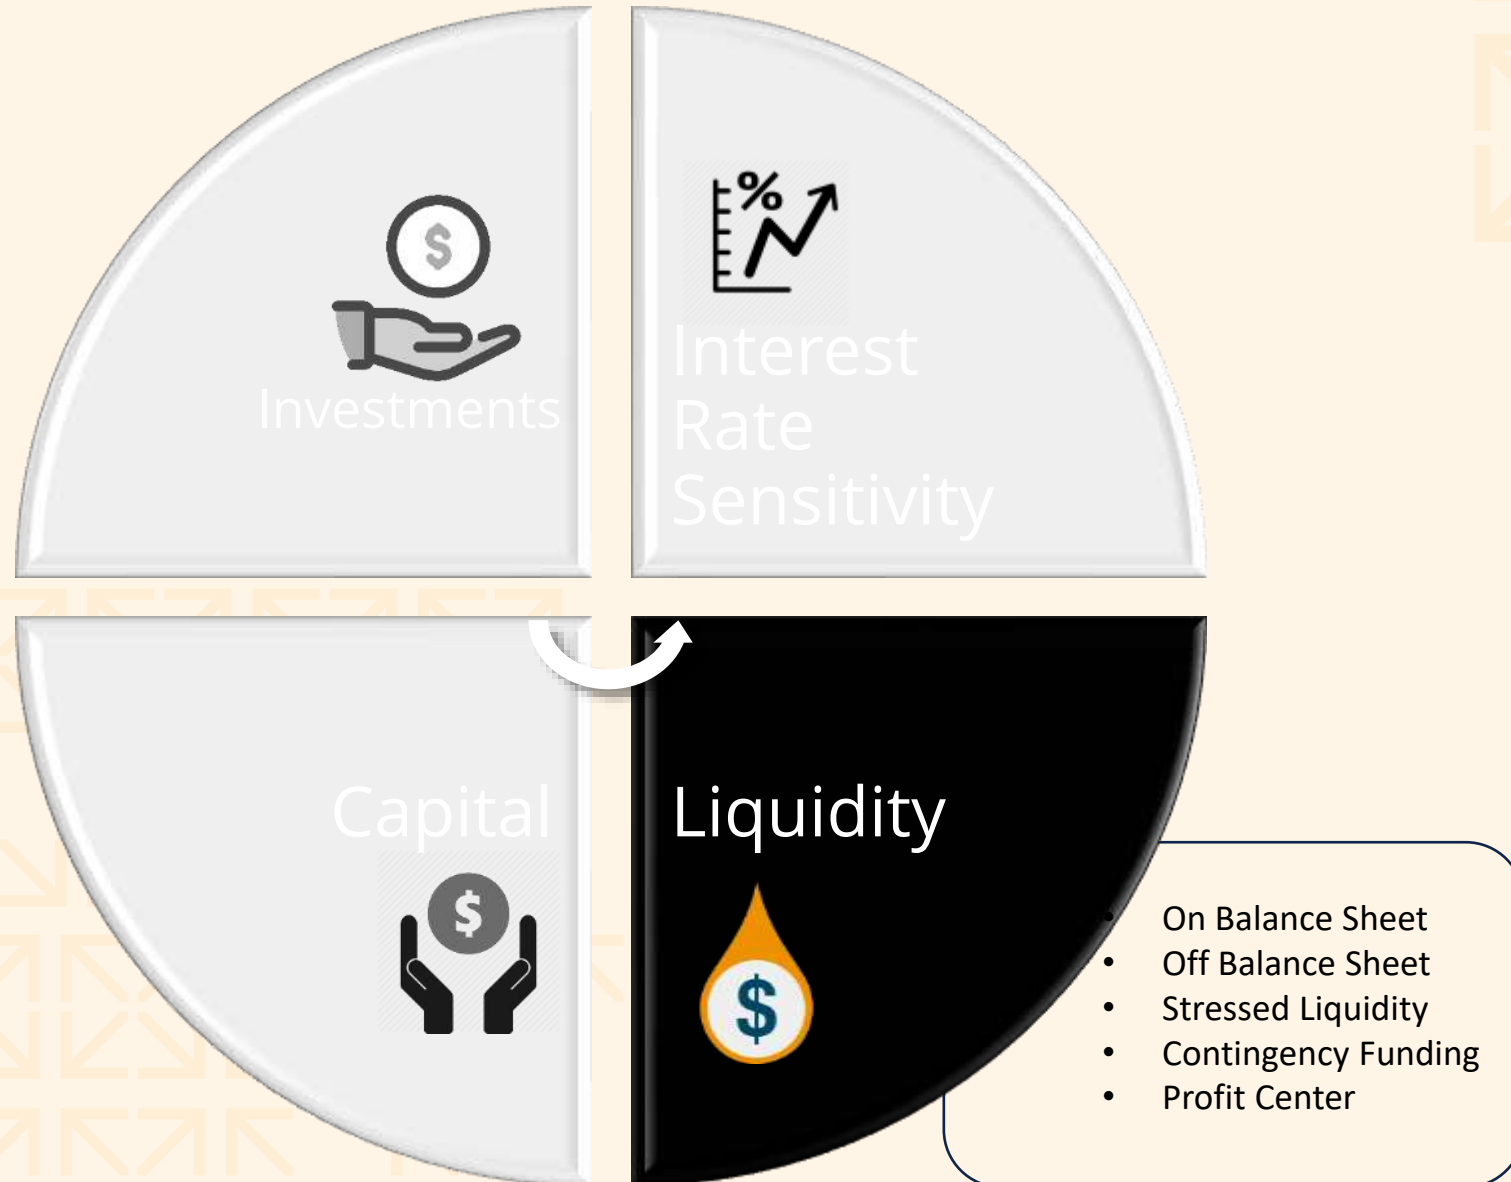 $
Investments
%
Interest
Rate
Sensitivity
Capital
$
Liquidity
$
• On Balance Sheet
• Off Balance Sheet
• Stressed Liquidity
• Contingency Funding
• Profit Center